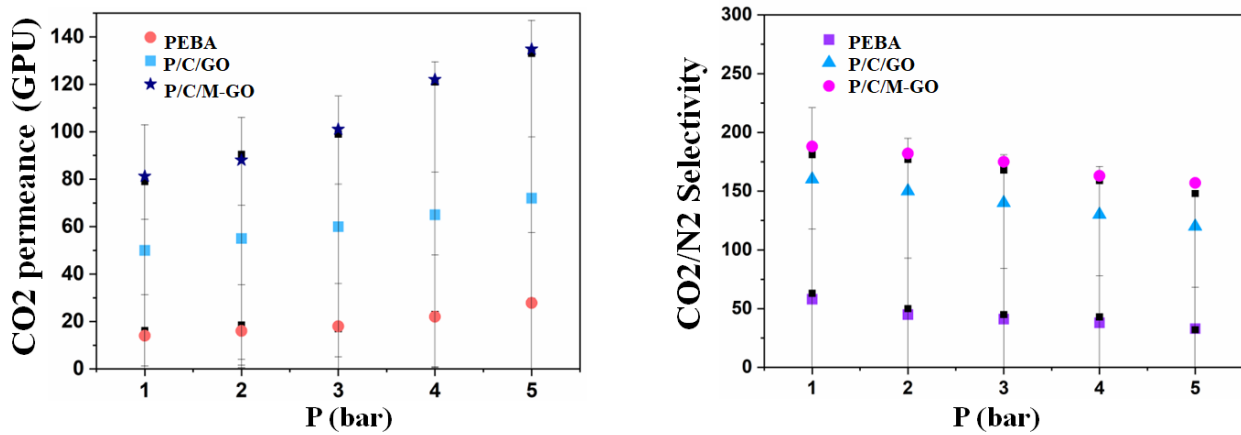 CO2 permeance (GPU)
140
120
100
80
60
40
20
0
PEBA
P/C/GO
P/C/M-GO
1 2 3 4 5
P (bar)
CO2/N2 Selectivity
300
250
200
150
100
50
0
PEBA
P/C/GO
P/C/M-GO
1 2 3 4 5
P (bar)